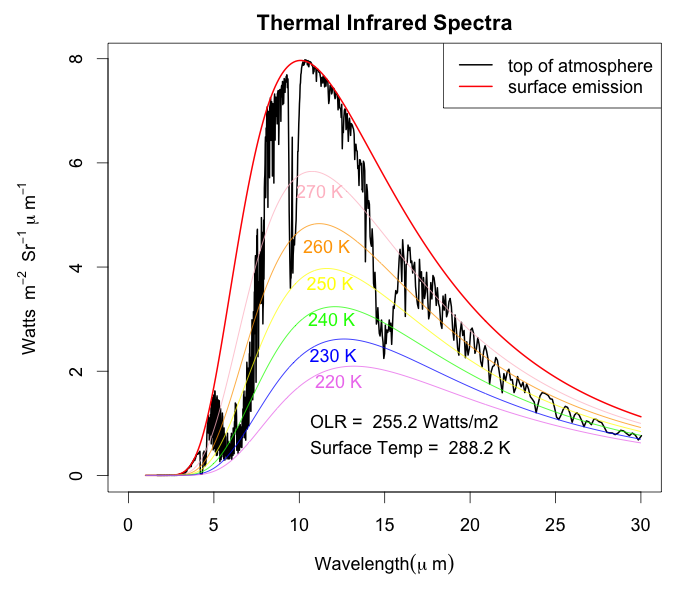 Thermal Infrared Spectra
top of atmosphere
surface emission
Watts m⁻² Sr⁻¹ μ m⁻¹
8
6
4
2
0
270 K
260 K
250 K
240 K
230 K
220 K
OLR = 255.2 Watts/m2
Surface Temp = 288.2 K
0 5 10 15 20 25 30
Wavelength(μ m)